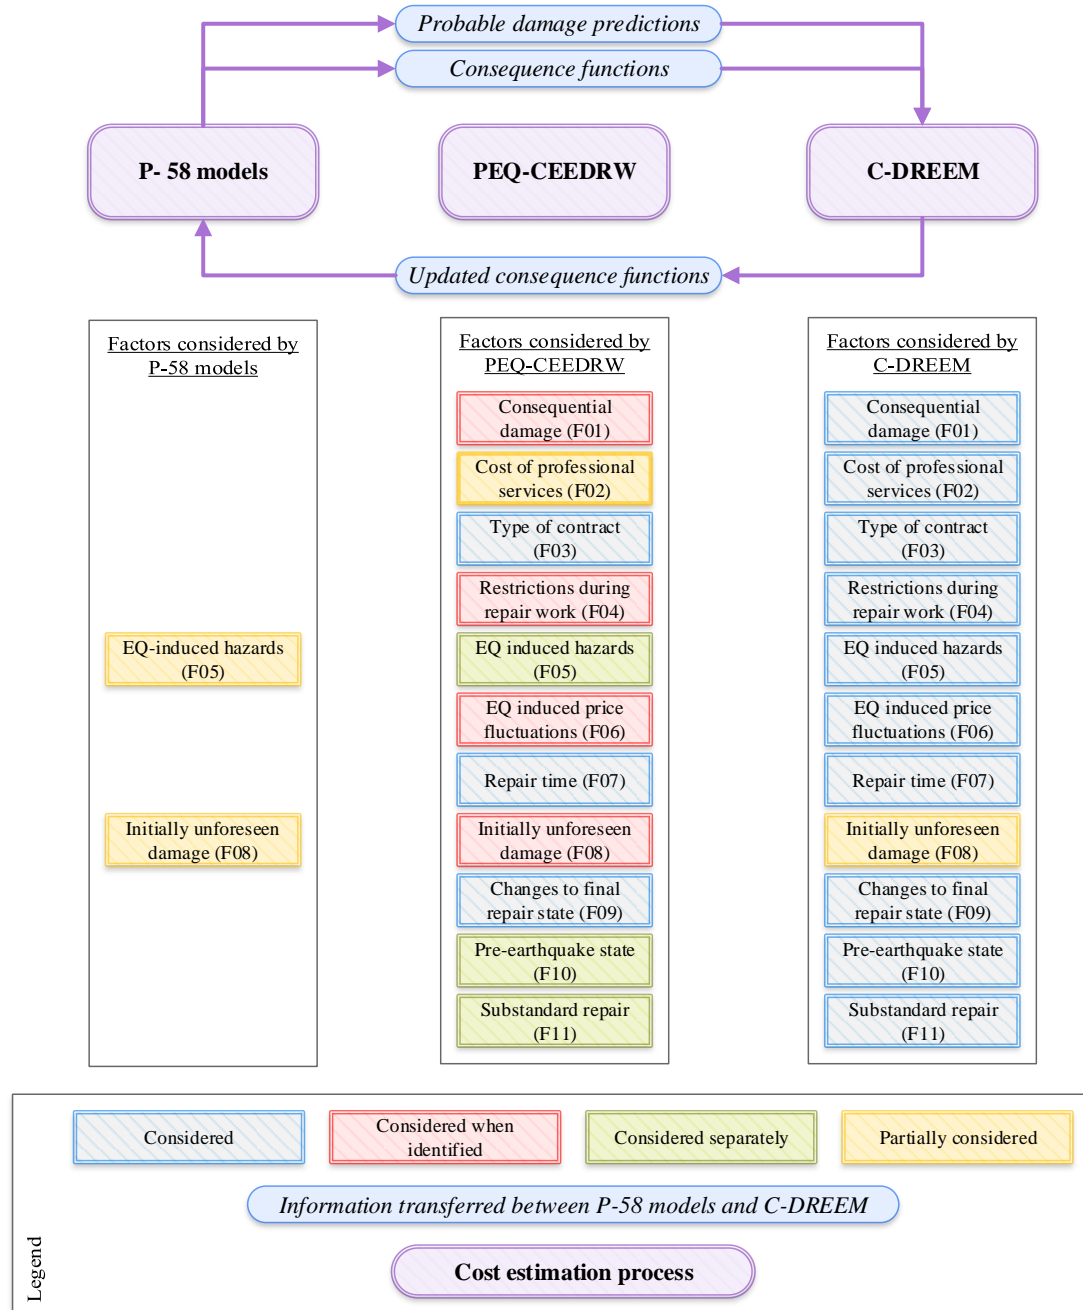 Probable damage predictions
Consequence functions
P- 58 models
PEQ-CEEDRW
C-DREEM
Updated consequence functions
Factors considered by
P-58 models
EQ-induced hazards
(F05)
Initially unforeseen
damage (F08)
Factors considered by
PEQ-CEEDRW
Consequential
damage (F01)
Cost of professional
services (F02)
Type of contract
(F03)
Restrictions during
repair work (F04)
EQ induced hazards
(F05)
EQ induced price
fluctuations (F06)
Repair time (F07)
Initially unforeseen
damage (F08)
Changes to final
repair state (F09)
Pre-earthquake state
(F10)
Substandard repair
(F11)
Factors considered by
C-DREEM
Consequential
damage (F01)
Cost of professional
services (F02)
Type of contract
(F03)
Restrictions during
repair work (F04)
EQ induced hazards
(F05)
EQ induced price
fluctuations (F06)
Repair time (F07)
Initially unforeseen
damage (F08)
Changes to final
repair state (F09)
Pre-earthquake state
(F10)
Substandard repair
(F11)
Legend
Considered
Considered when
identified
Considered separately
Partially considered
Information transferred between P-58 models and C-DREEM
Cost estimation process